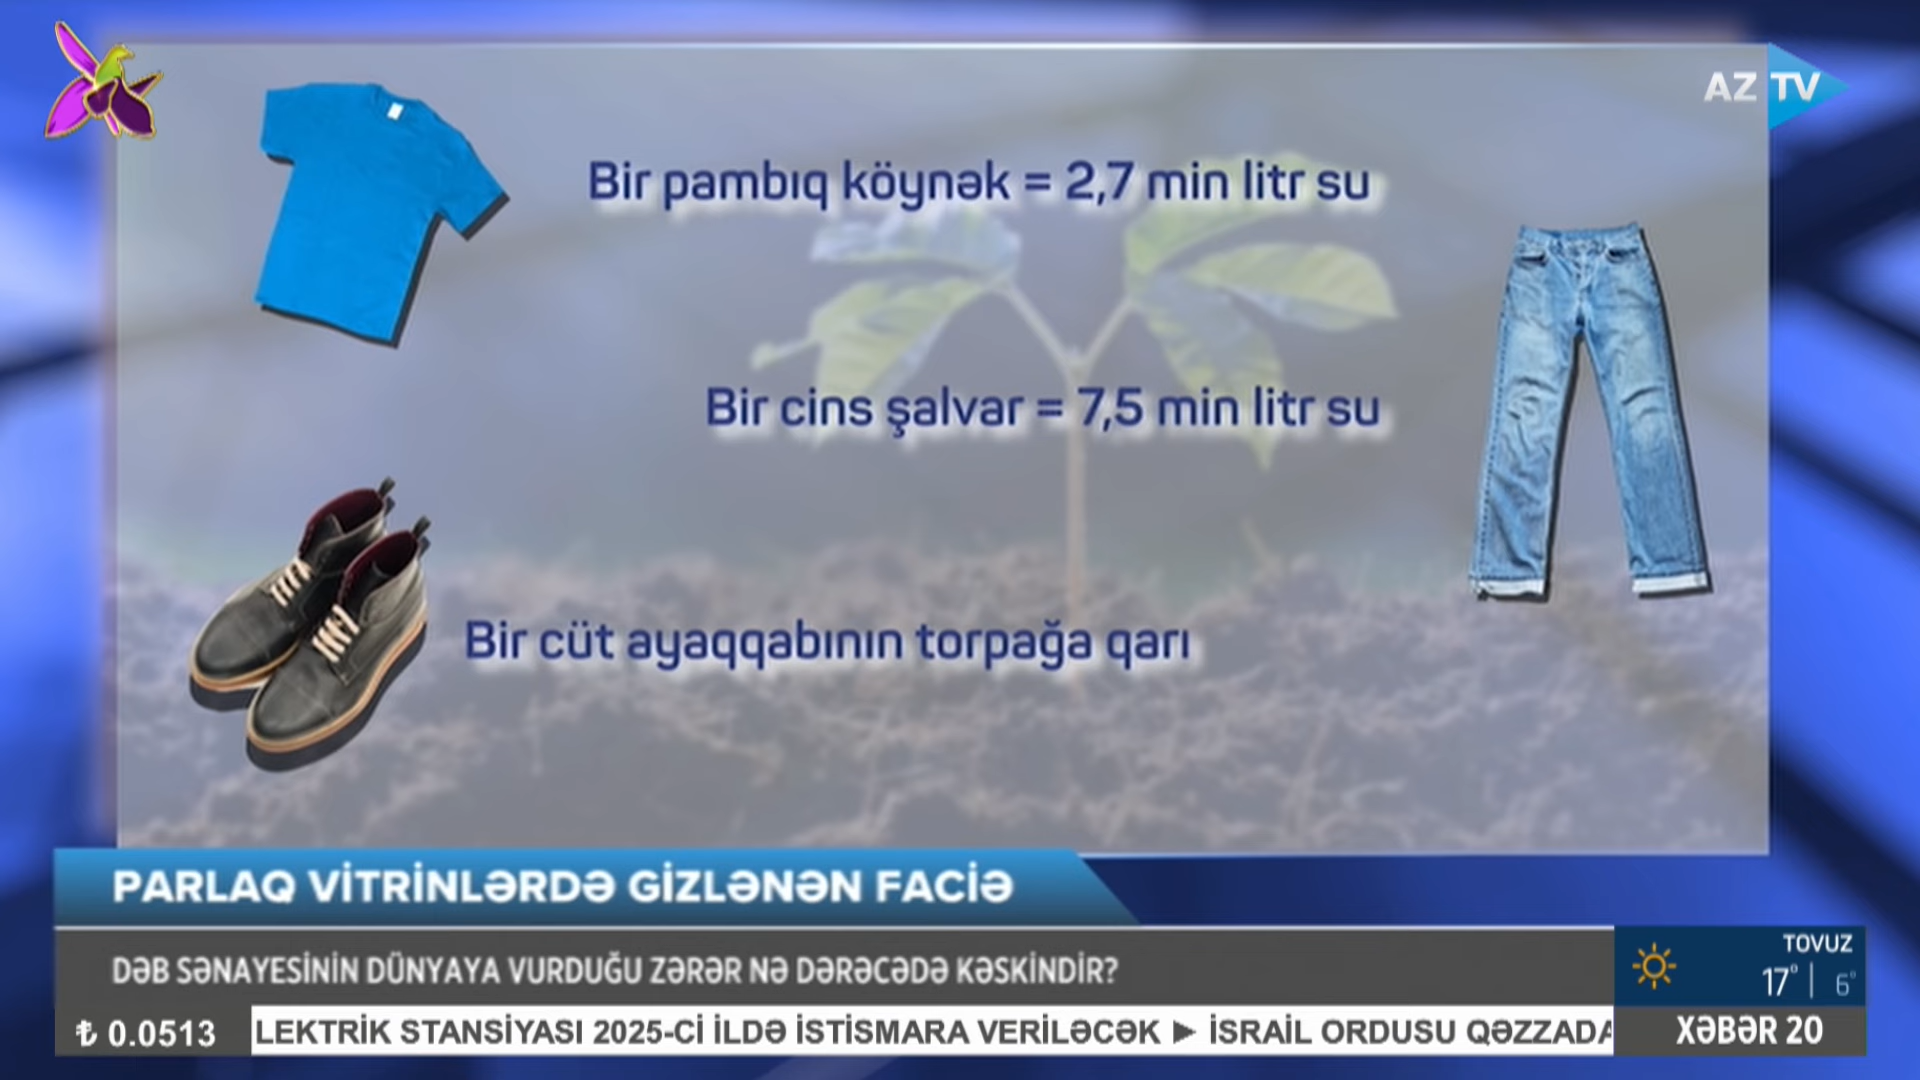 AZ TV
Bir pambıq köynək = 2,7 min litr su
Bir cins şalvar = 7,5 min litr su
Bir cüt ayaqqabının torpağa qarı
PARLAQ VİTRİNLƏRDƏ GİZLƏNƏN FACİƏ
DƏB SƏNAYESİNİN DÜNYAYA VURDUĞU ZƏRƏR NƏ DƏRƏCƏDƏ KƏSKİNDİR?
TOVUZ
17° | 6°
₺ 0.0513
LEKTRİK STANSİYASI 2025-Cİ İLDƏ İSTİSMARA VERİLƏCƏK ► İSRAİL ORDUSU QƏZZADA
XƏBƏR 20